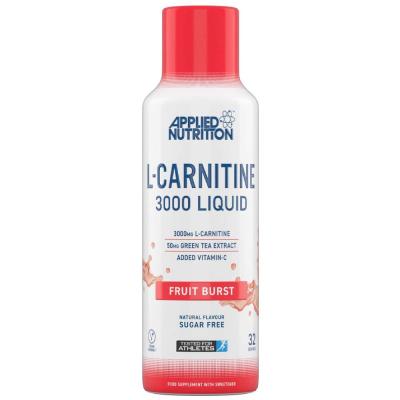 APPLIED
NUTRITION
L-CARNITINE
3000 LIQUID
3000MG L-CARNITINE
50MG GREEN TEA EXTRACT
ADDED VITAMIN-C
FRUIT BURST
NATURAL FLAVOUR
SUGAR FREE
TESTED FOR
ATHLETES
32
FOOD SUPPLEMENT WITH SWEETENER